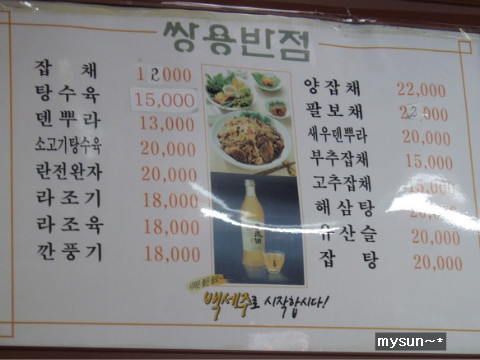 쌍용반점
잡 채 12,000
탕수육 15,000
덴뿌라 13,000
소고기탕수육 20,000
란전완자 20,000
라조기 18,000
라조육 18,000
깐풍기 18,000
양잡채 22,000
팔보채 22,000
새우덴뿌라 20,000
부추잡채 15,000
고추잡채 15,000
해삼탕
유산슬 20,000
잡 탕 20,000
백세주로 시작합시다!
mysun~*